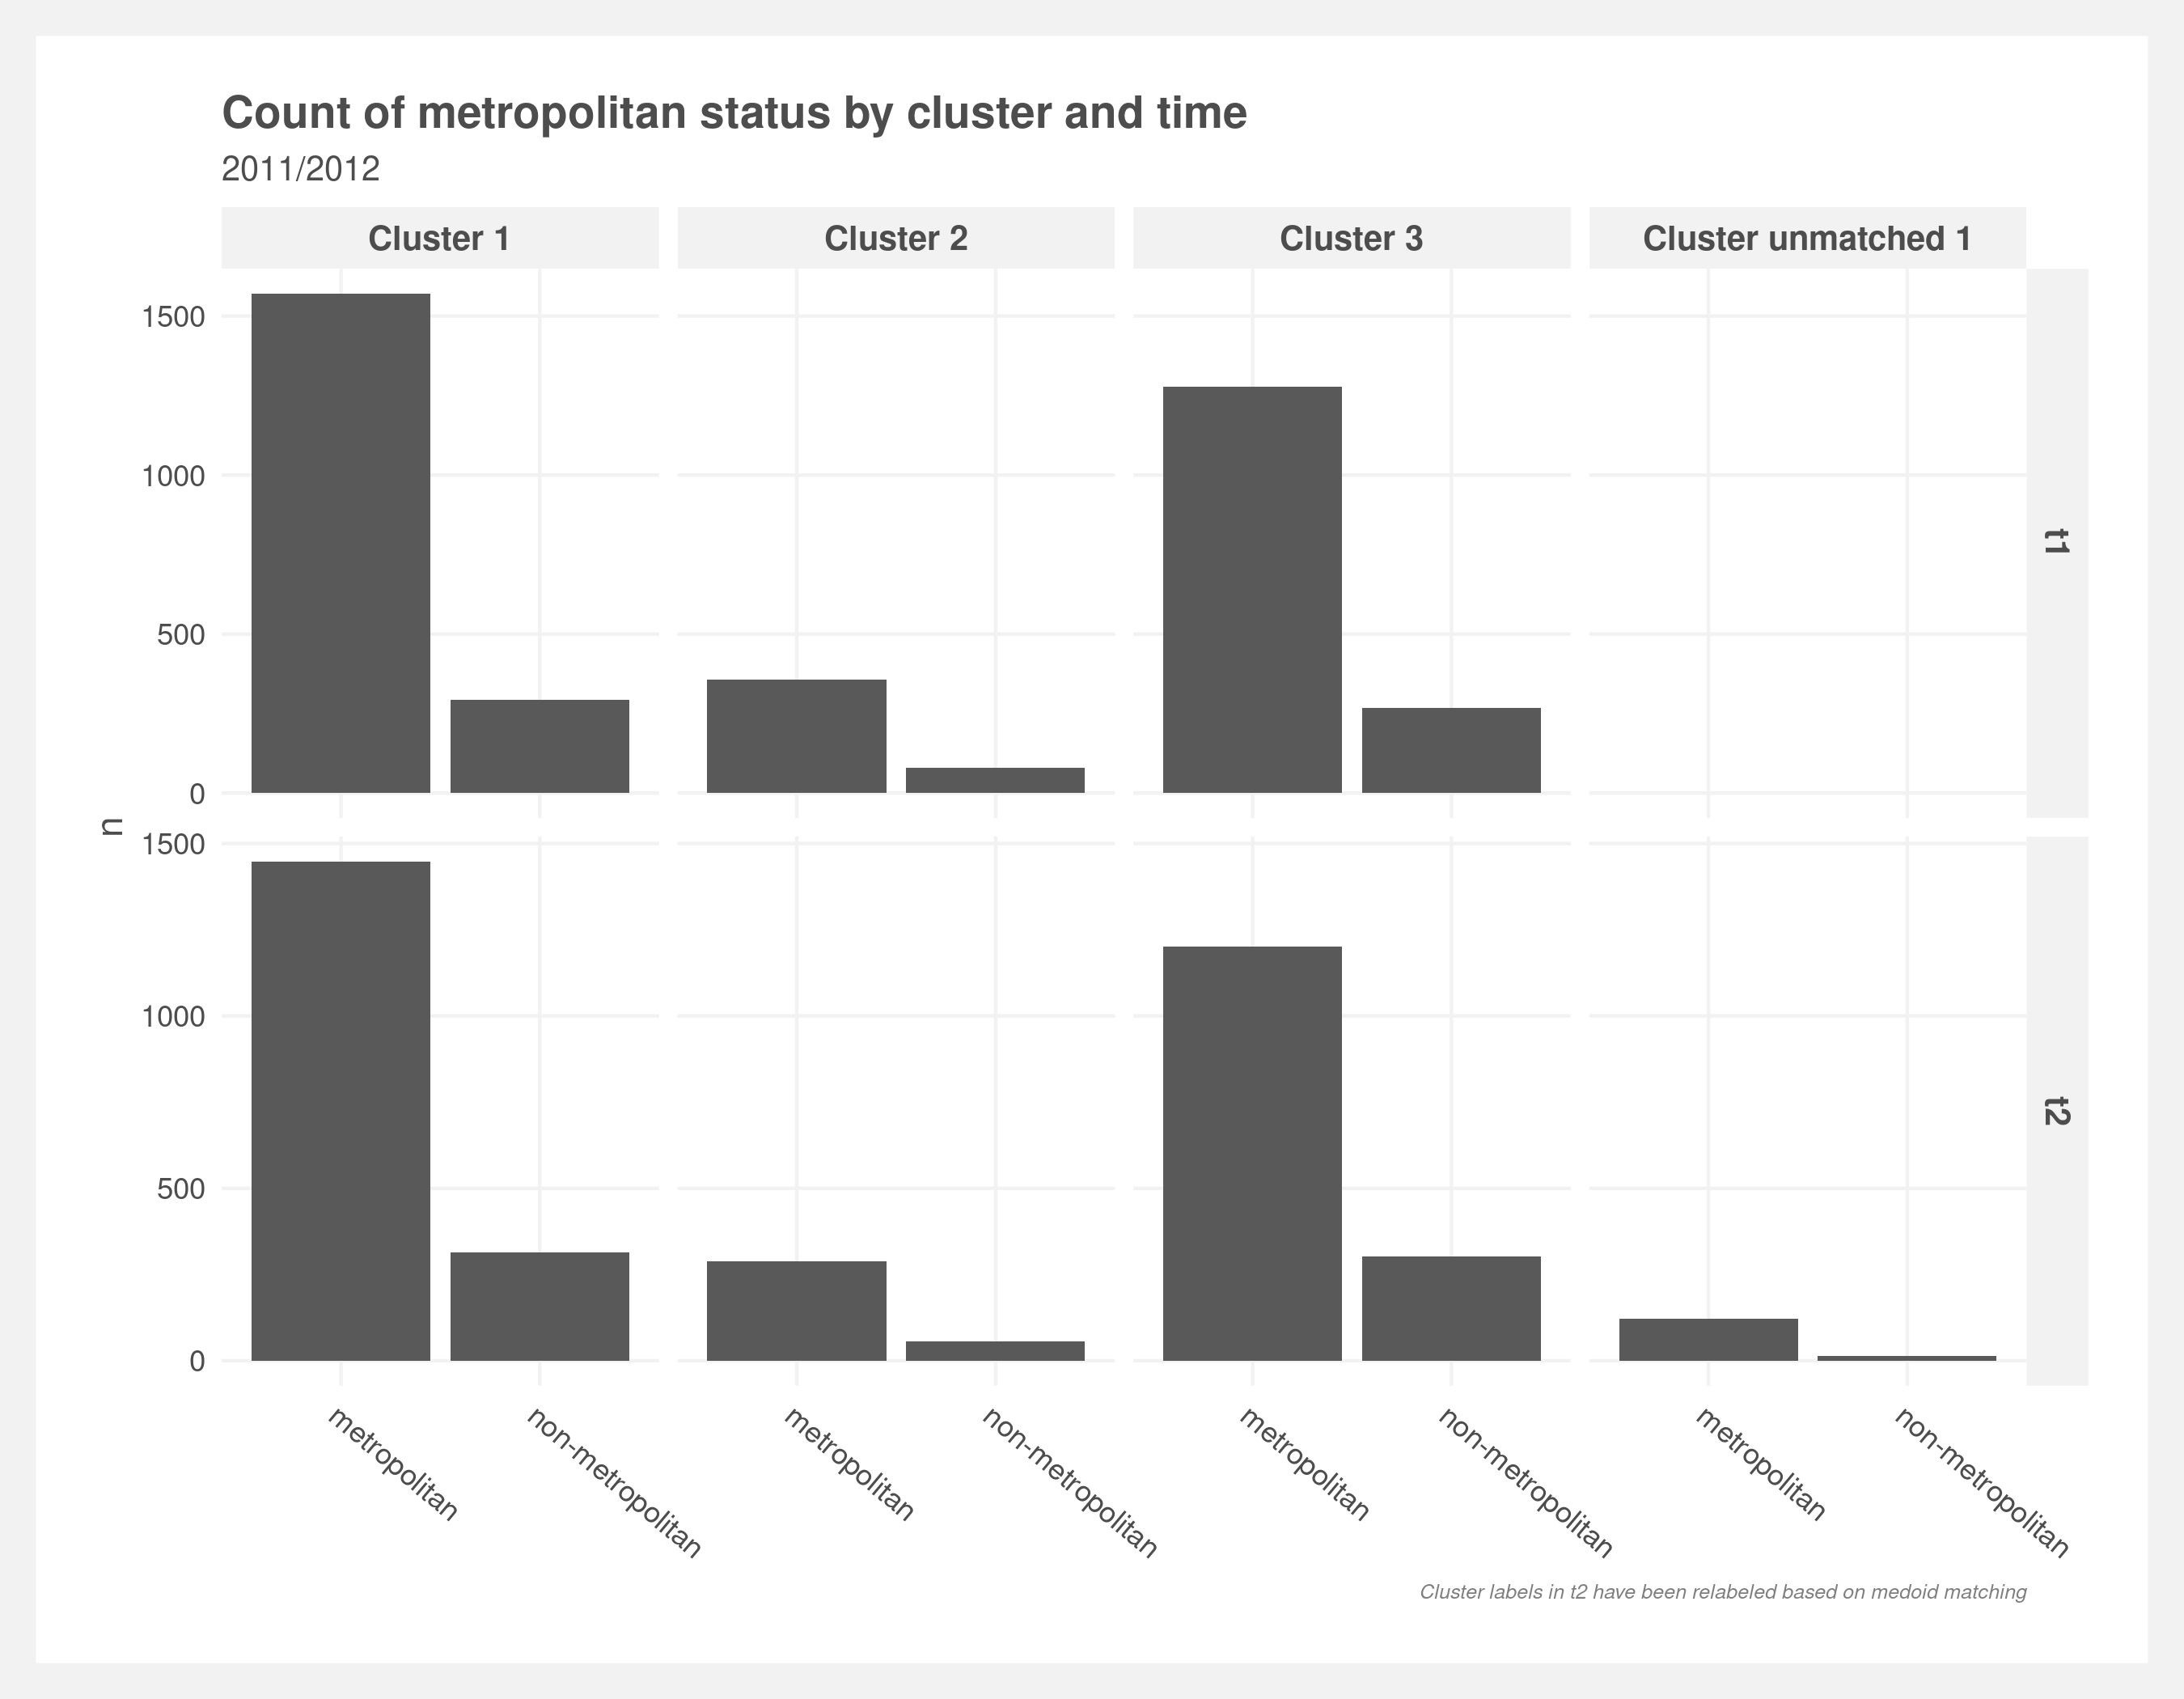 Count of metropolitan status by cluster and time
2011/2012
Cluster 1
Cluster 2
Cluster 3
Cluster unmatched 1
1500
1000
500
0
t1
n
1500
1000
500
0
t2
metropolitan
non-metropolitan
metropolitan
non-metropolitan
metropolitan
non-metropolitan
metropolitan
non-metropolitan
Cluster labels in t2 have been relabeled based on medoid matching